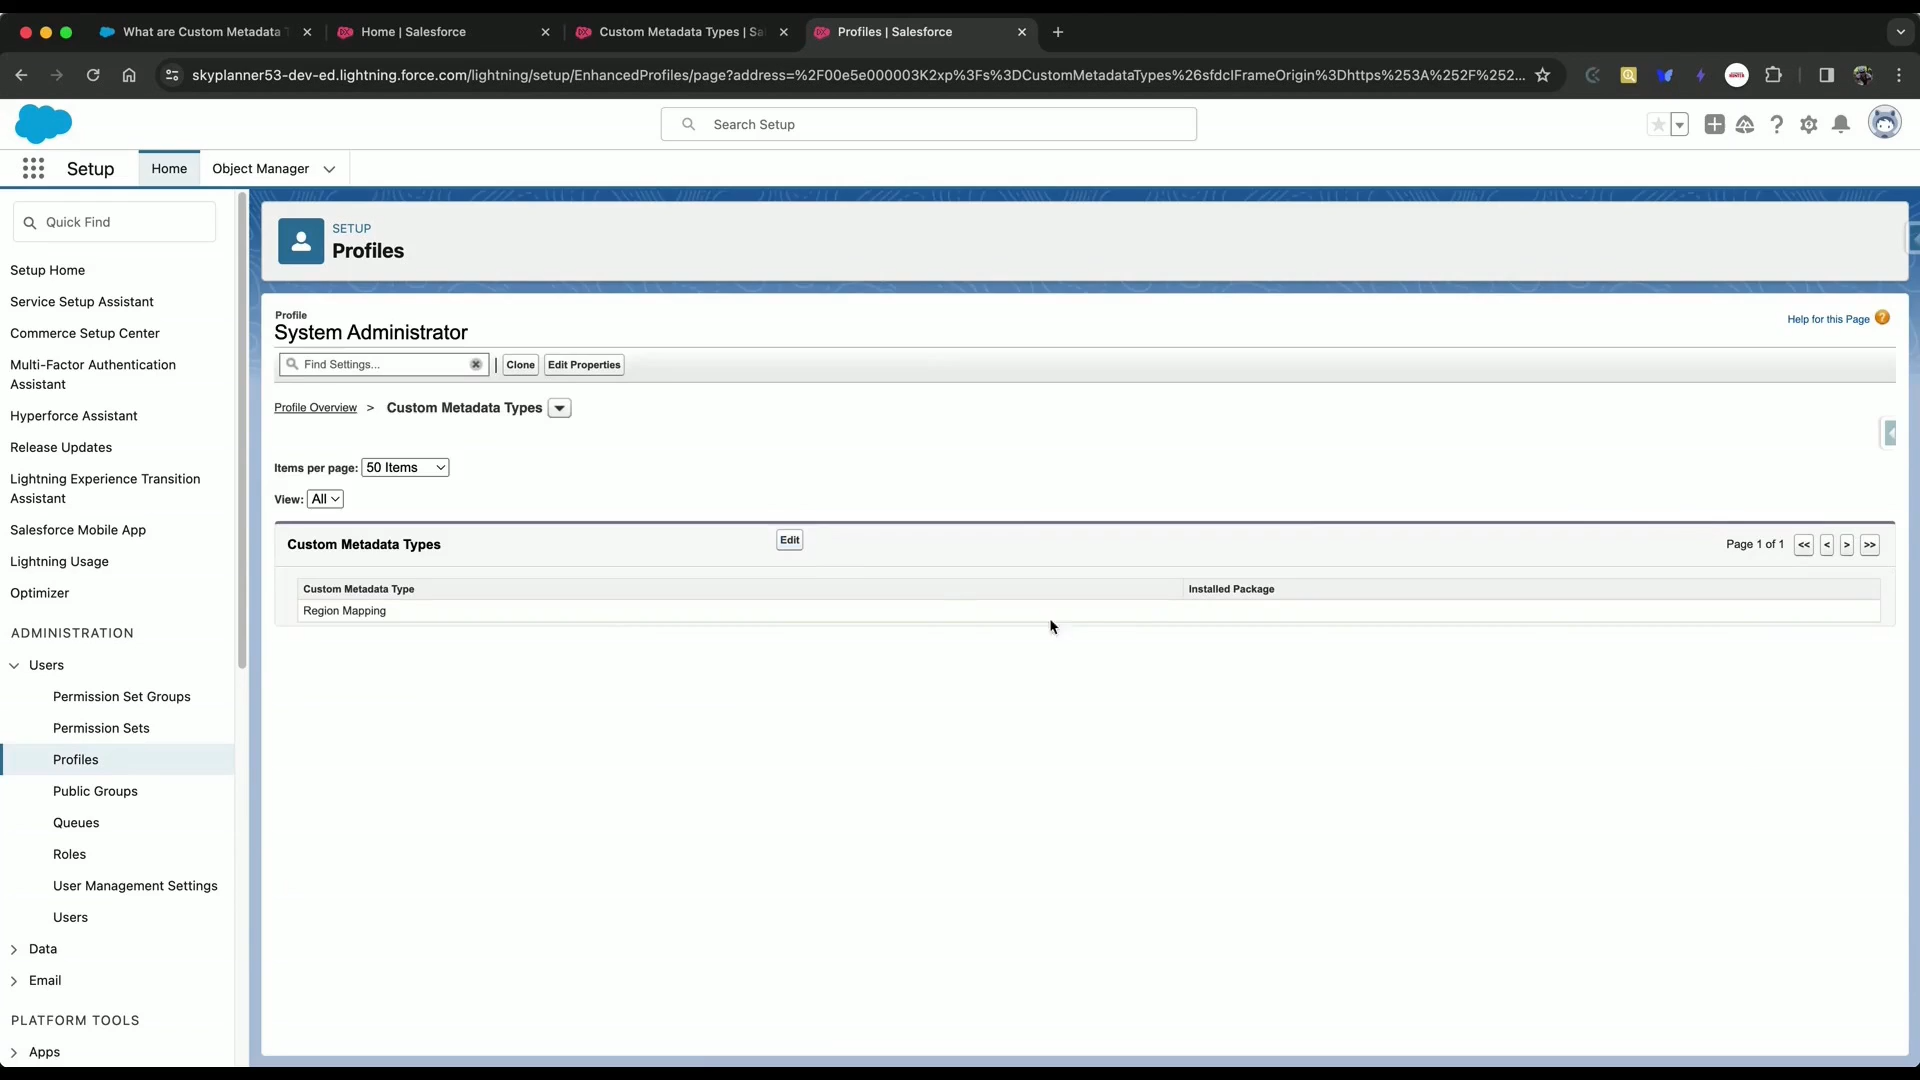 What are Custom Metadata T
Home | Salesforce
Custom Metadata Types | Sa
Profiles | Salesforce
skyplanner53-dev-ed.lightning.force.com/lightning/setup/EnhancedProfiles/page?address=%2F00e5e000003K2xp%3Fs%3DCustomMetadataTypes%26sfdcIFrameOrigin%3Dhttps%253A%252F%252...
Search Setup
Setup
Home
Object Manager
Quick Find
Setup Home
Service Setup Assistant
Commerce Setup Center
Multi-Factor Authentication
Assistant
Hyperforce Assistant
Release Updates
Lightning Experience Transition
Assistant
Salesforce Mobile App
Lightning Usage
Optimizer
ADMINISTRATION
Users
Permission Set Groups
Permission Sets
Profiles
Public Groups
Queues
Roles
User Management Settings
Users
Data
Email
PLATFORM TOOLS
Apps
SETUP
Profiles
Profile
System Administrator
Help for this Page ?
Find Settings...
Clone
Edit Properties
Profile Overview > Custom Metadata Types
Items per page: 50 Items
View: All
Custom Metadata Types
Edit
Page 1 of 1 << < > >>
Custom Metadata Type
Installed Package
Region Mapping